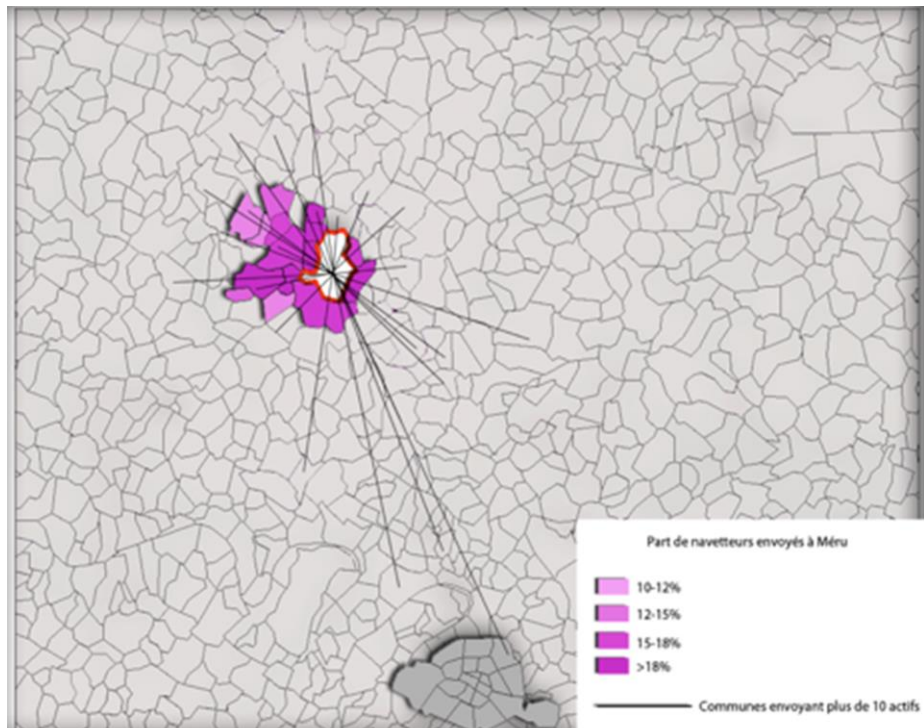 Part de navetteurs envoyés à Méru
10-12%
12-15%
15-18%
>18%
Communes envoyant plus de 10 actifs